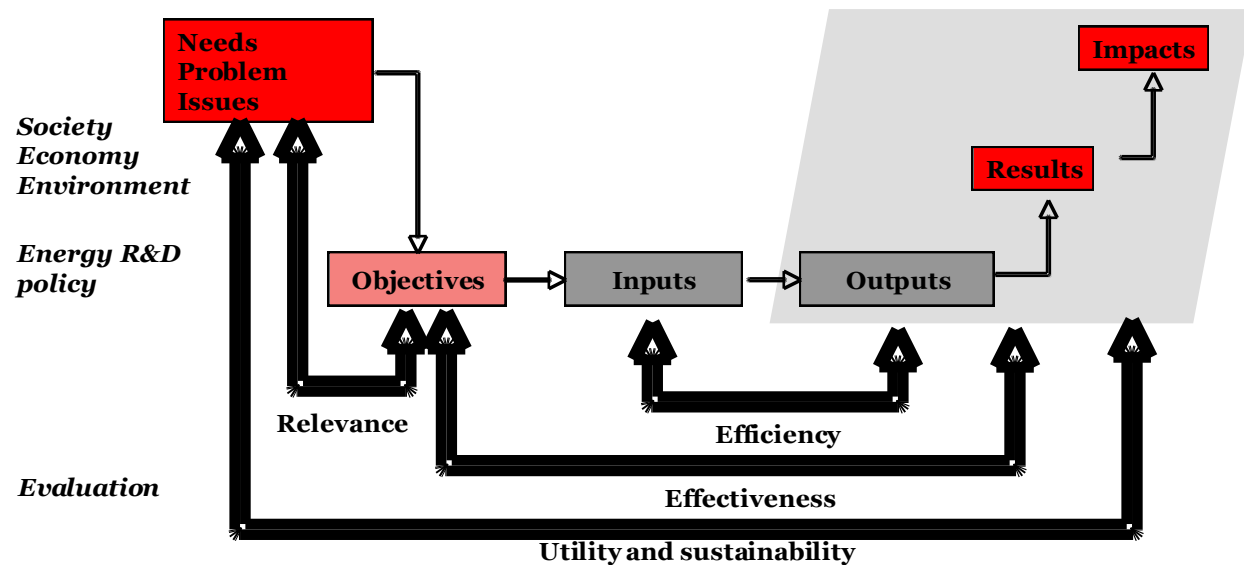 Needs
Problem
Issues
Impacts
Society
Economy
Environment
Results
Energy R&D
policy
Objectives
Inputs
Outputs
Relevance
Efficiency
Evaluation
Effectiveness
Utility and sustainability